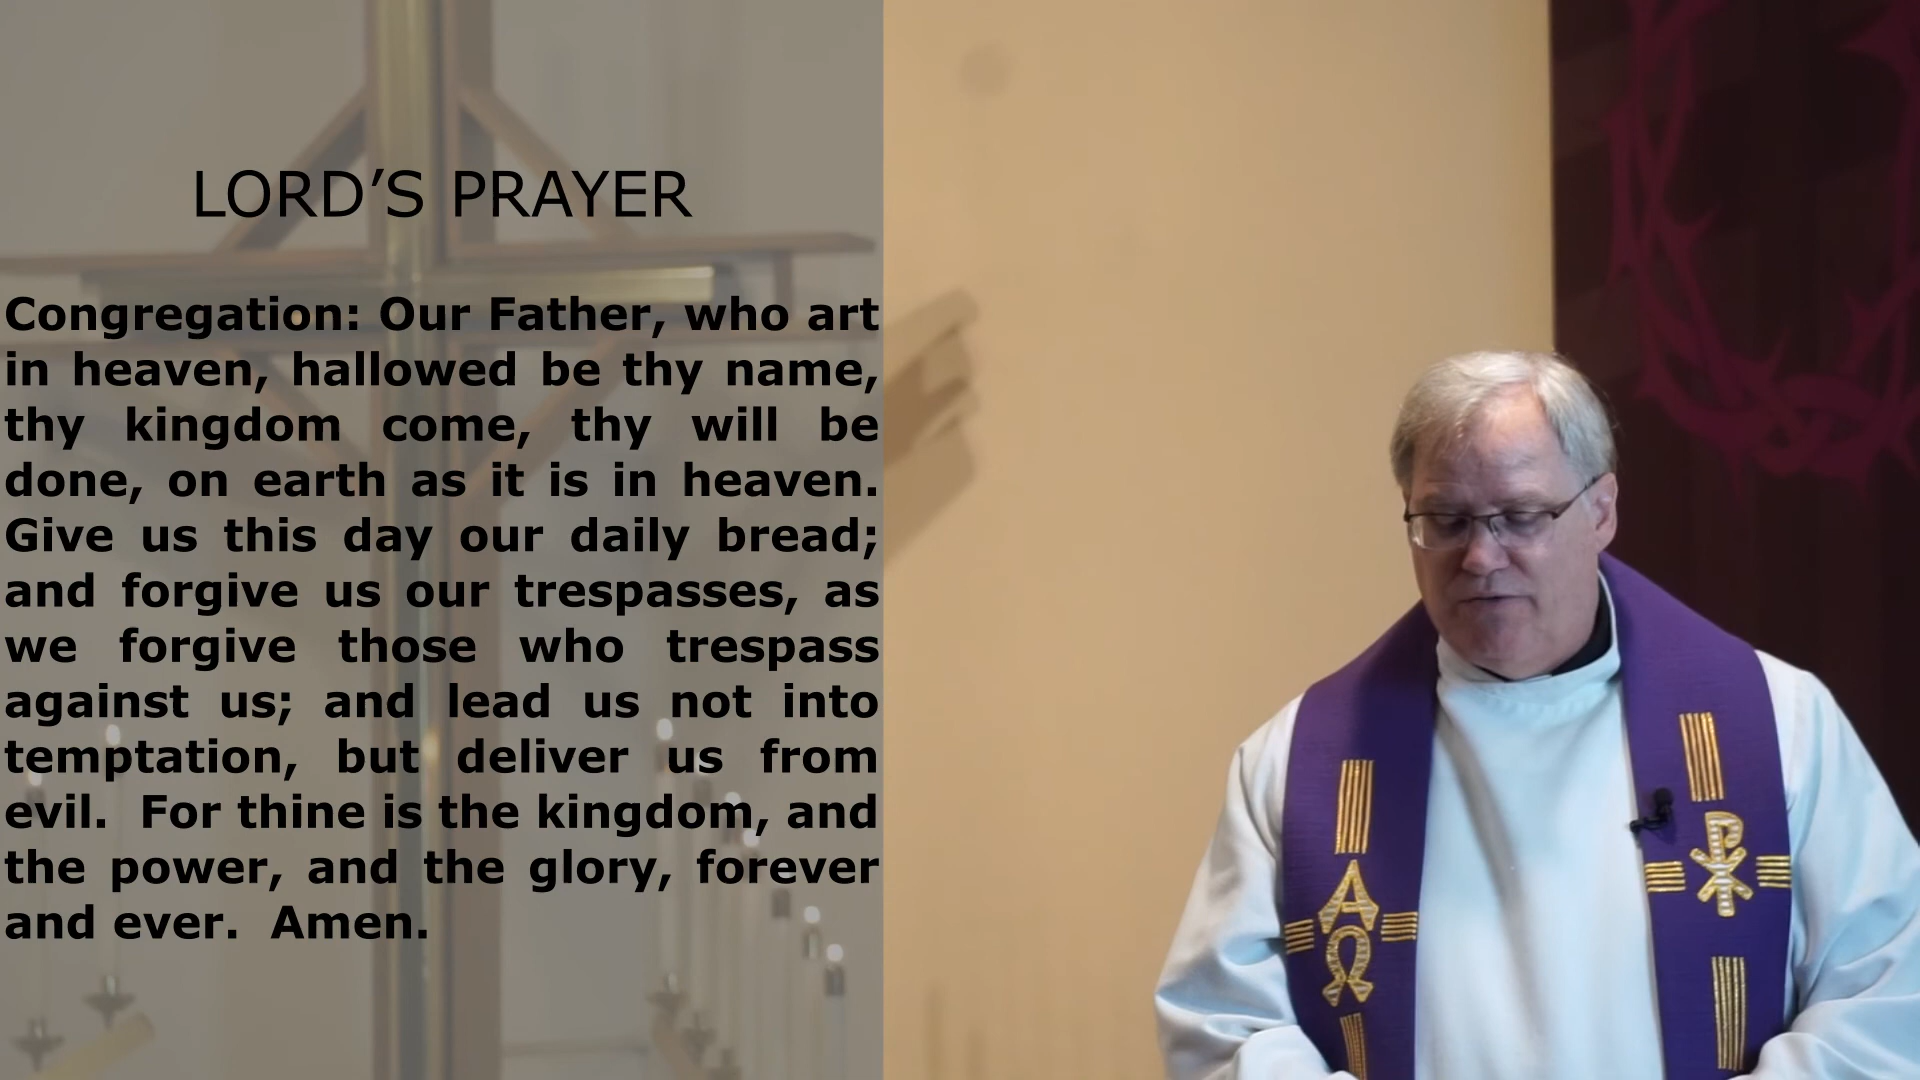 LORD’S PRAYER
Congregation: Our Father, who art
in heaven, hallowed be thy name,
thy kingdom come, thy will be
done, on earth as it is in heaven.
Give us this day our daily bread;
and forgive us our trespasses, as
we forgive those who trespass
against us; and lead us not into
temptation, but deliver us from
evil.  For thine is the kingdom, and
the power, and the glory, forever
and ever.  Amen.
Α
Ω